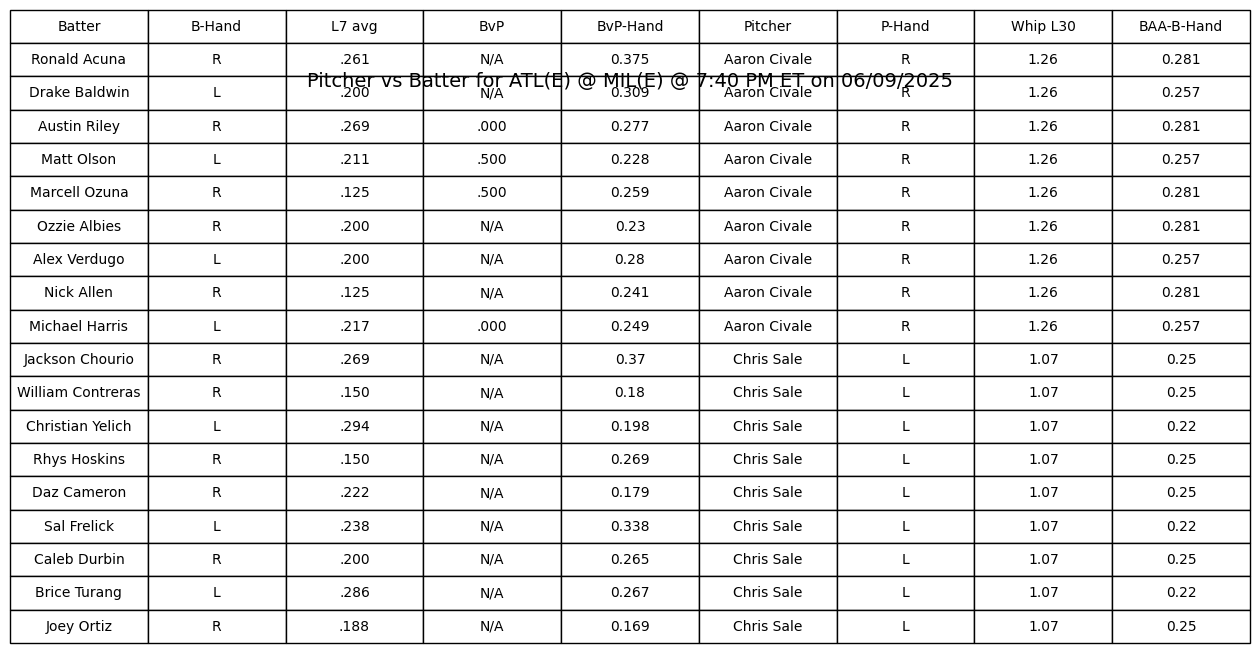 Batter B-Hand L7 avg BvP BvP-Hand Pitcher P-Hand Whip L30 BAA-B-Hand
Ronald Acuna R .261 N/A 0.375 Aaron Civale R 1.26 0.281
Pitcher vs Batter for ATL(E) @ MIL(E) @ 7:40 PM ET on 06/09/2025
Drake Baldwin L .200 N/A 0.309 Aaron Civale R 1.26 0.257
Austin Riley R .269 .000 0.277 Aaron Civale R 1.26 0.281
Matt Olson L .211 .500 0.228 Aaron Civale R 1.26 0.257
Marcell Ozuna R .125 .500 0.259 Aaron Civale R 1.26 0.281
Ozzie Albies R .200 N/A 0.23 Aaron Civale R 1.26 0.281
Alex Verdugo L .200 N/A 0.28 Aaron Civale R 1.26 0.257
Nick Allen R .125 N/A 0.241 Aaron Civale R 1.26 0.281
Michael Harris L .217 .000 0.249 Aaron Civale R 1.26 0.257
Jackson Chourio R .269 N/A 0.37 Chris Sale L 1.07 0.25
William Contreras R .150 N/A 0.18 Chris Sale L 1.07 0.25
Christian Yelich L .294 N/A 0.198 Chris Sale L 1.07 0.22
Rhys Hoskins R .150 N/A 0.269 Chris Sale L 1.07 0.25
Daz Cameron R .222 N/A 0.179 Chris Sale L 1.07 0.25
Sal Frelick L .238 N/A 0.338 Chris Sale L 1.07 0.22
Caleb Durbin R .200 N/A 0.265 Chris Sale L 1.07 0.25
Brice Turang L .286 N/A 0.267 Chris Sale L 1.07 0.22
Joey Ortiz R .188 N/A 0.169 Chris Sale L 1.07 0.25